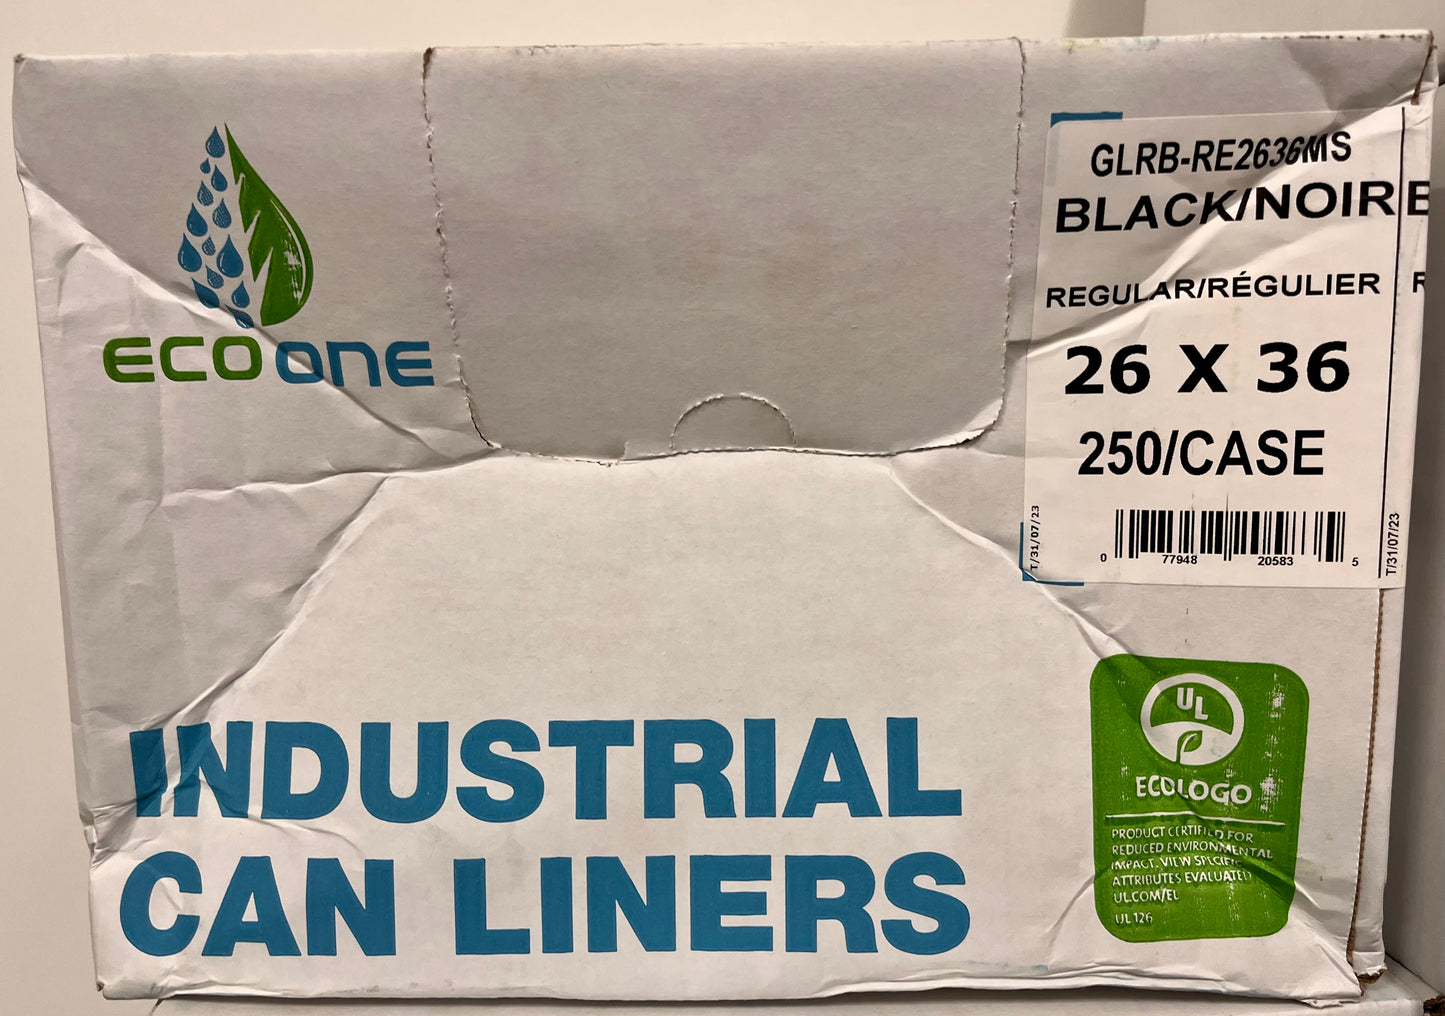 ECO ONE
GLRB-RE2636MS
BLACK/NOIR
B
REGULAR/RÉGULIER
R
26 X 36
250/CASE
T/31/07/23
0 77948 20583 5
T/31/07/23
INDUSTRIAL
CAN LINERS
UL
ECOLOGO
PRODUCT CERTIFIED FOR
REDUCED ENVIRONMENTAL
IMPACT. VIEW SPECIFIC
ATTRIBUTES EVALUATED
UL.COM/EL
UL 126